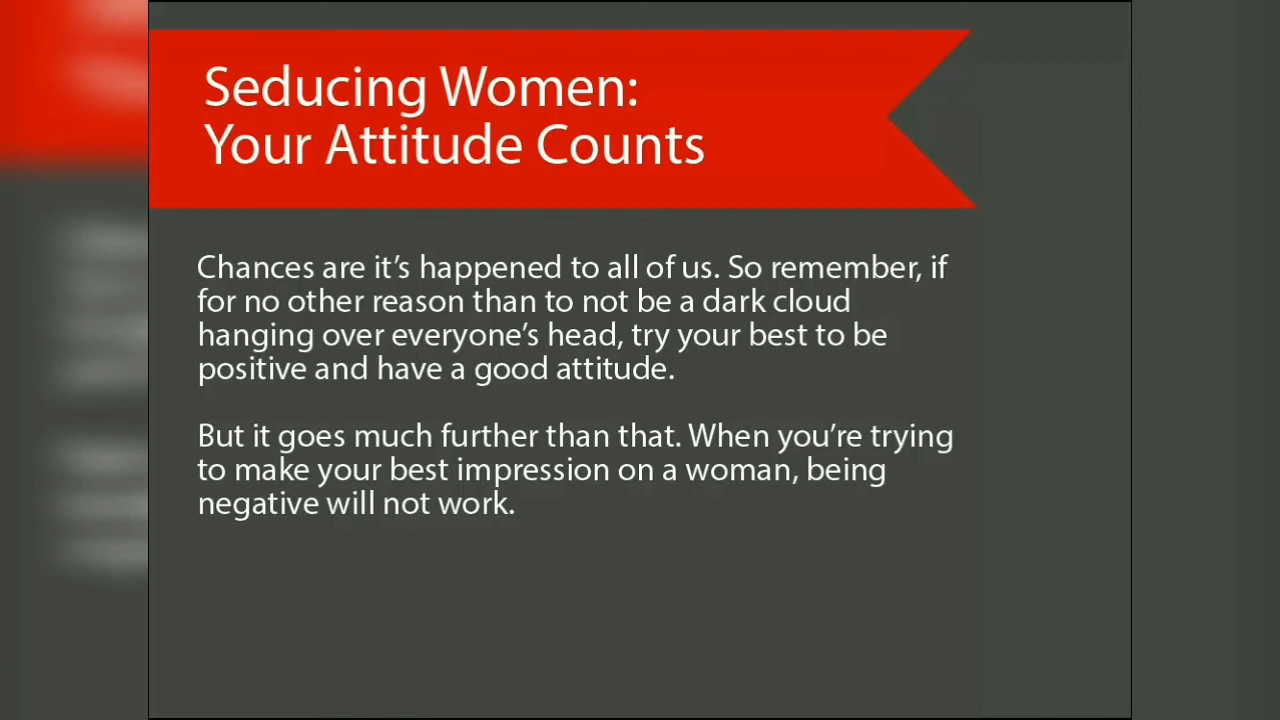 Seducing Women:
Your Attitude Counts
Chances are it’s happened to all of us. So remember, if
for no other reason than to not be a dark cloud
hanging over everyone’s head, try your best to be
positive and have a good attitude.
But it goes much further than that. When you’re trying
to make your best impression on a woman, being
negative will not work.